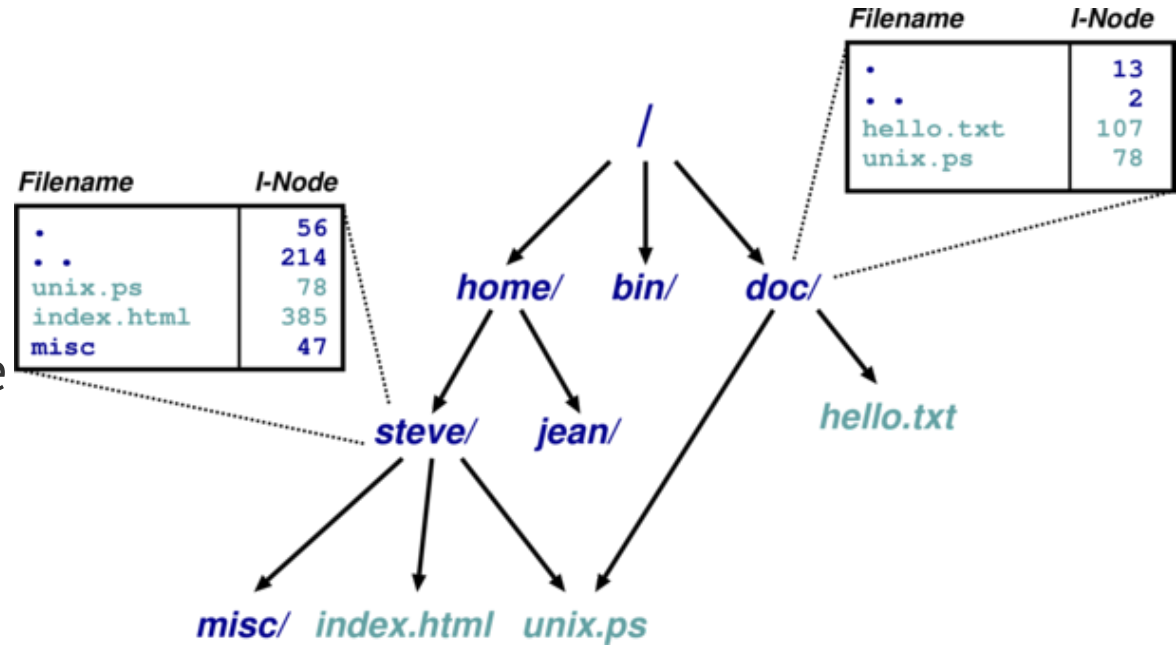 Filename I-Node
. 13
. . 2
hello.txt 107
unix.ps 78
/
Filename I-Node
. 56
. . 214
unix.ps 78
index.html 385
misc 47
e
home/ bin/ doc/
steve/ jean/ hello.txt
misc/ index.html unix.ps